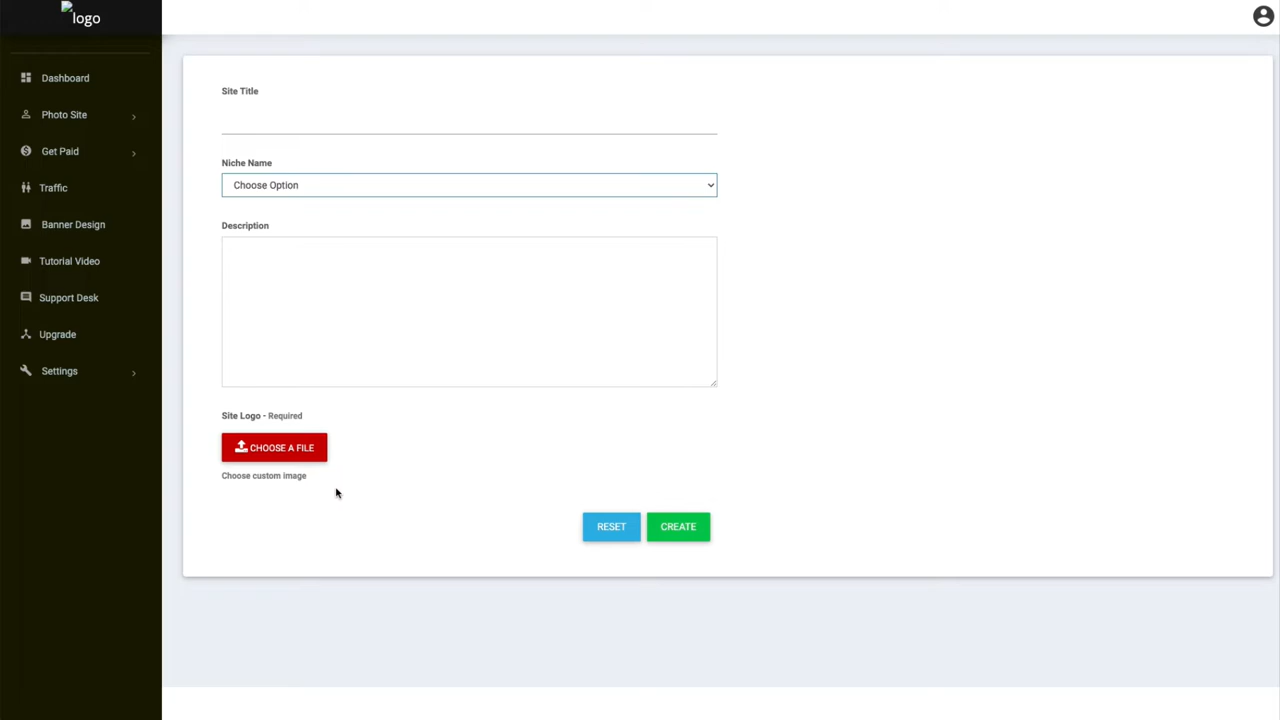 logo
Dashboard
Photo Site
Get Paid
Traffic
Banner Design
Tutorial Video
Support Desk
Upgrade
Settings
Site Title
Niche Name
Choose Option
Description
Site Logo - Required
CHOOSE A FILE
Choose custom image
RESET
CREATE